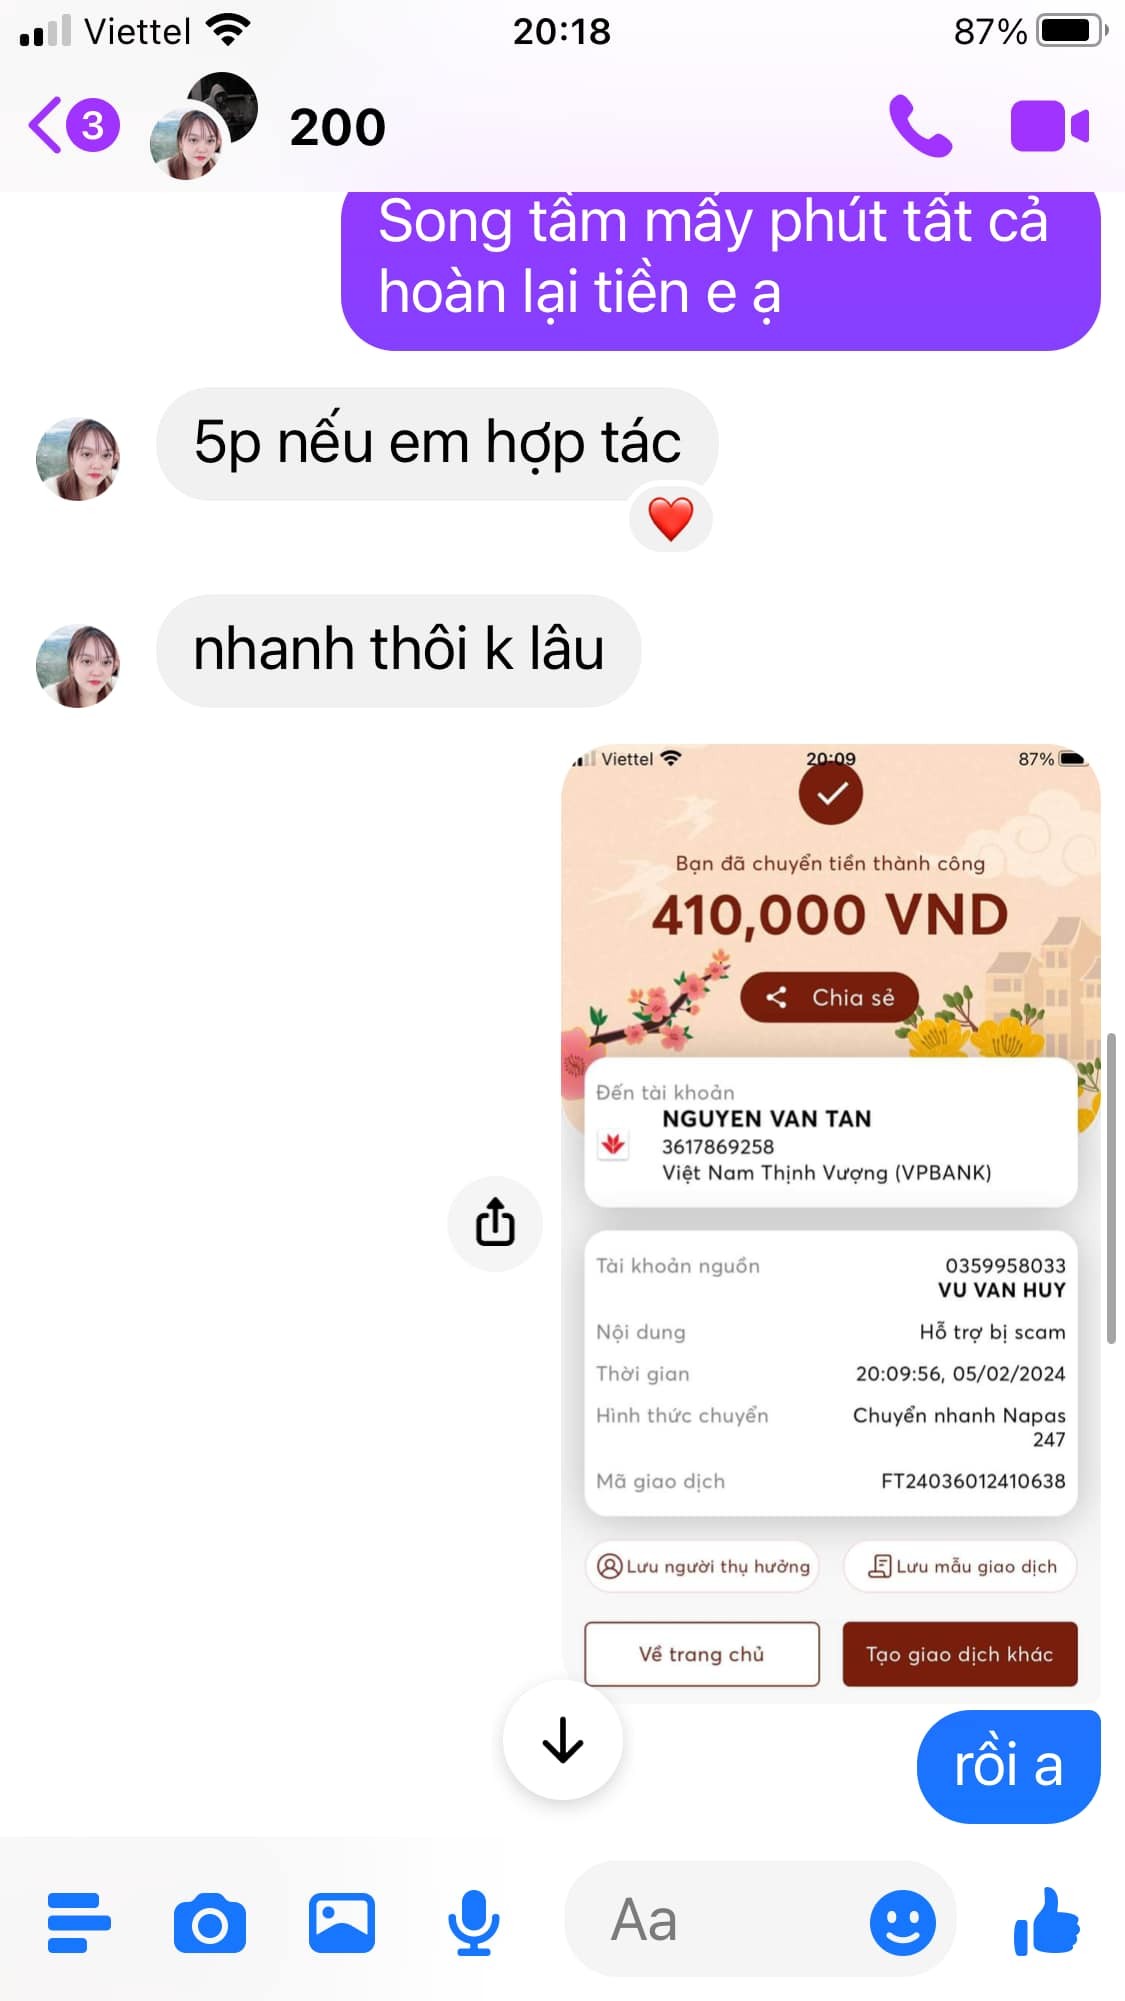 Viettel
20:18
87%
3
200
Song tầm mấy phút tất cả
hoàn lại tiền e ạ
5p nếu em hợp tác
nhanh thôi k lâu
Viettel
20:09
87%
Bạn đã chuyển tiền thành công
410,000 VND
Chia sẻ
Đến tài khoản
NGUYEN VAN TAN
3617869258
Việt Nam Thịnh Vượng (VPBANK)
Tài khoản nguồn
0359958033
VU VAN HUY
Nội dung
Hỗ trợ bị scam
Thời gian
20:09:56, 05/02/2024
Hình thức chuyển
Chuyển nhanh Napas
247
Mã giao dịch
FT24036012410638
Lưu người thụ hưởng
Lưu mẫu giao dịch
Về trang chủ
Tạo giao dịch khác
rồi a
Aa